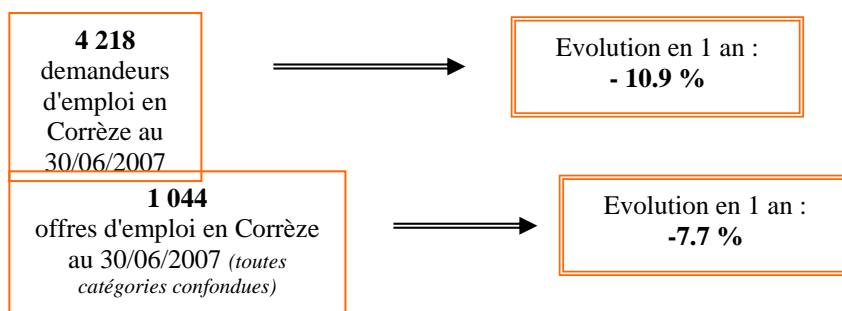 4 218
demandeurs
d'emploi en
Corrèze au
30/06/2007
Evolution en 1 an :
- 10.9 %
1 044
offres d'emploi en Corrèze
au 30/06/2007 (toutes
catégories confondues)
Evolution en 1 an :
-7.7 %